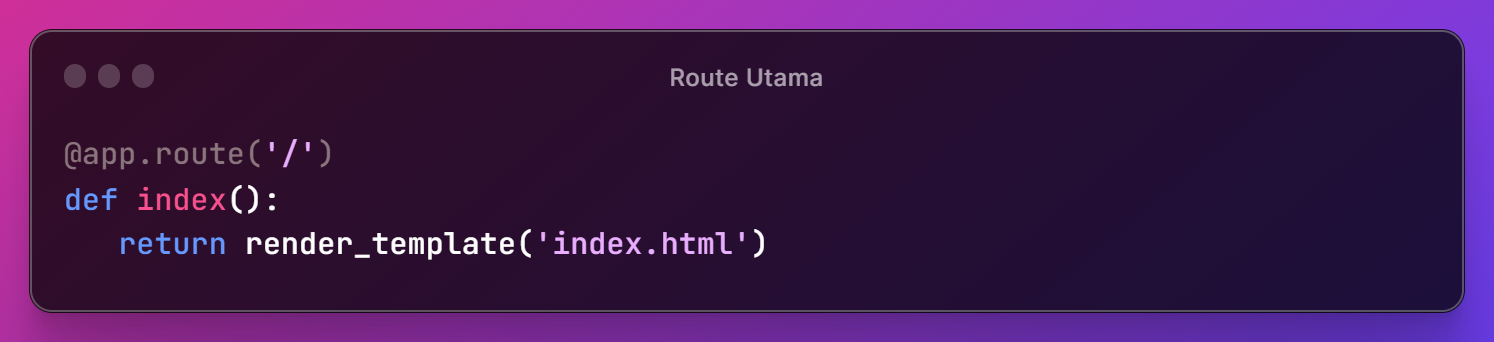 Route Utama
@app.route('/')
def index():
   return render_template('index.html')